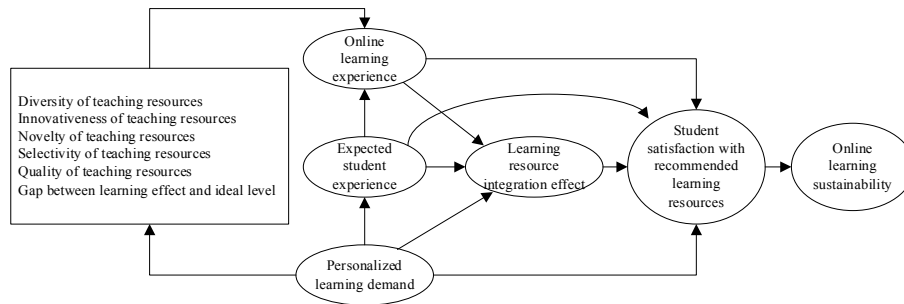 Online
learning
experience
Diversity of teaching resources
Innovativeness of teaching resources
Novelty of teaching resources
Selectivity of teaching resources
Quality of teaching resources
Gap between learning effect and ideal level
Expected
student
experience
Learning
resource
integration effect
Student
satisfaction with
recommended
learning
resources
Online
learning
sustainability
Personalized
learning demand